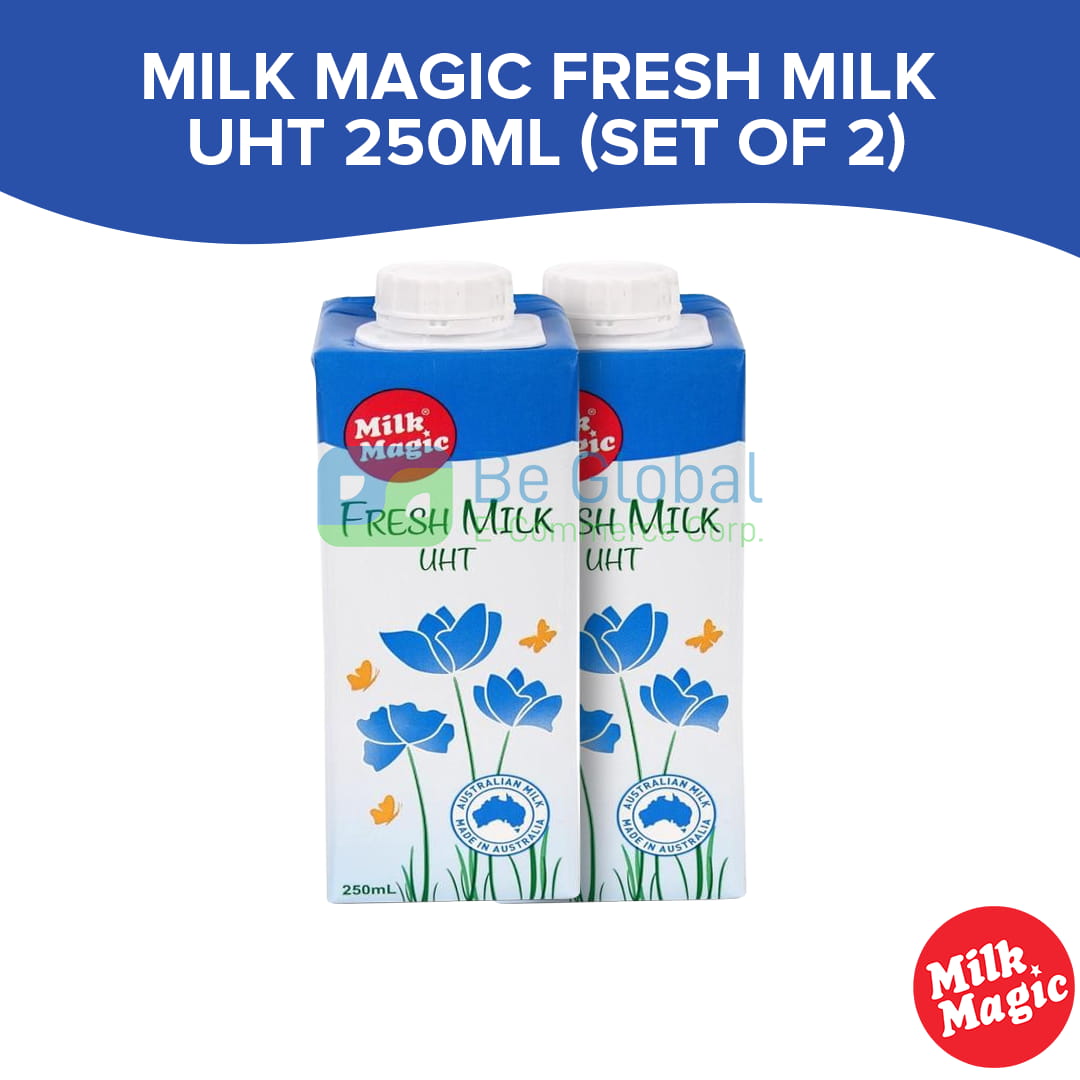 MILK MAGIC FRESH MILK
UHT 250ML (SET OF 2)
Milk®
Magic
Be Global
E-Commerce Corp.
FRESH MILK
UHT
AUSTRALIAN MILK
MADE IN AUSTRALIA
250mL
k®
gic
SH MILK
UHT
AUSTRALIAN MILK
MADE IN AUSTRALIA
Milk
Magic